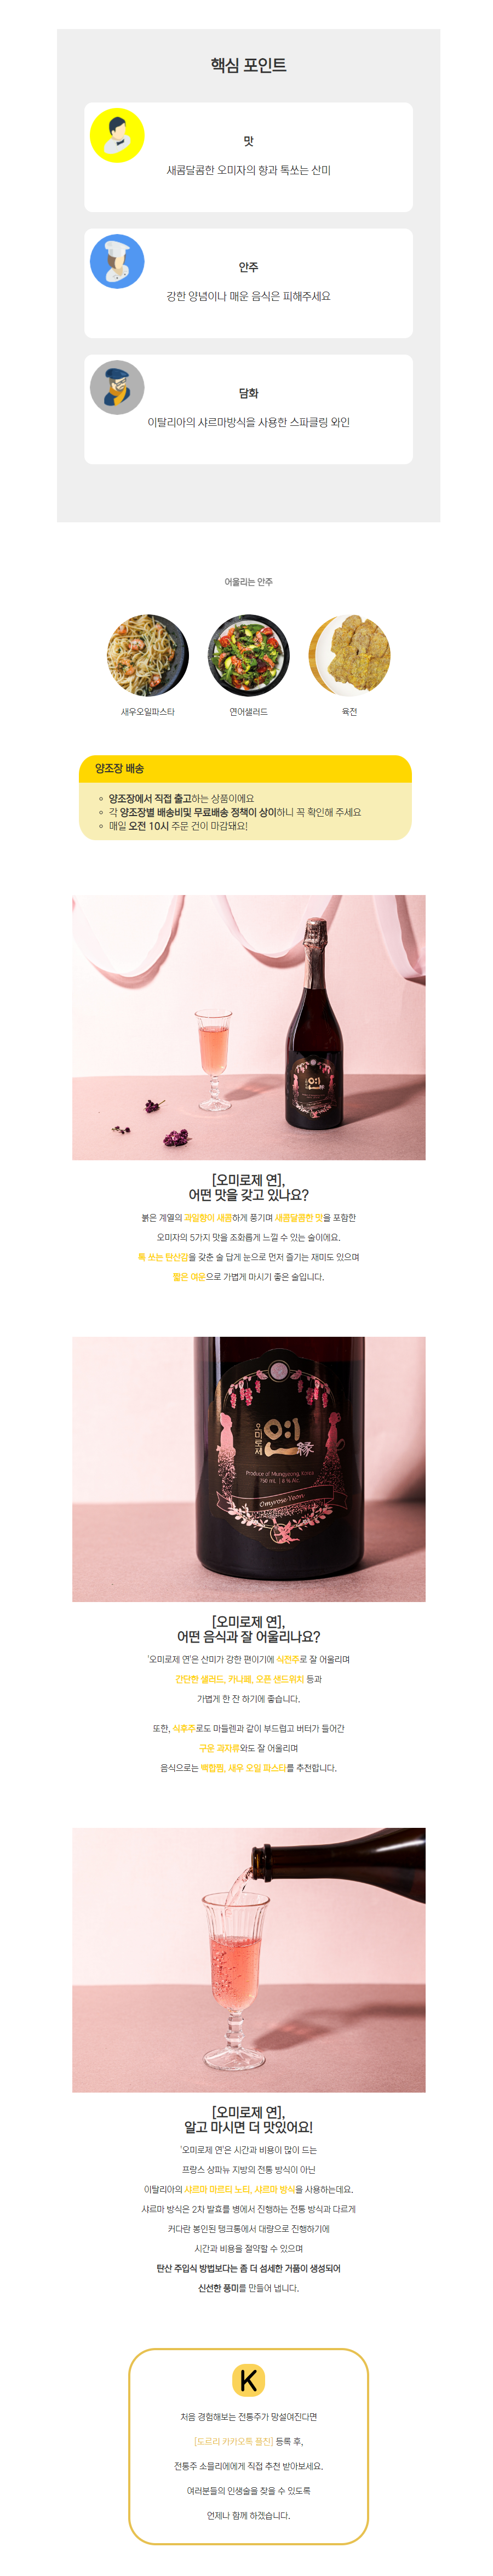 핵심 포인트
맛
새콤달콤한 오미자의 향과 톡쏘는 산미
안주
강한 양념이나 매운 음식은 피해주세요
담화
이탈리아의 샤르마방식을 사용한 스파클링 와인
어울리는 안주
새우오일파스타
연어샐러드
육전
양조장 배송
양조장에서 직접 출고하는 상품이에요
각 양조장별 배송비및 무료배송 정책이 상이하니 꼭 확인해 주세요
매일 오전 10시 주문 건이 마감돼요!
연
[오미로제 연],
어떤 맛을 갖고 있나요?
붉은 계열의 과일향이 새콤하게 풍기며 새콤달콤한 맛을 포함한
오미자의 5가지 맛을 조화롭게 느낄 수 있는 술이에요.
톡 쏘는 탄산감을 갖춘 술 답게 눈으로 먼저 즐기는 재미도 있으며
짧은 여운으로 가볍게 마시기 좋은 술입니다.
오미로제 연 緣
Produce of Mungyeong, Korea
750 mL | 8 % Alc
Omyrose Yeon
[오미로제 연],
어떤 음식과 잘 어울리나요?
'오미로제 연'은 산미가 강한 편이기에 식전주로 잘 어울리며
간단한 샐러드, 카나페, 오픈 샌드위치 등과
가볍게 한 잔 하기에 좋습니다.
또한, 식후주로도 마들렌과 같이 부드럽고 버터가 들어간
구운 과자류와도 잘 어울리며
음식으로는 백합찜, 새우 오일 파스타를 추천합니다.
[오미로제 연],
알고 마시면 더 맛있어요!
'오미로제 연'은 시간과 비용이 많이 드는
프랑스 샹파뉴 지방의 전통 방식이 아닌
이탈리아의 샤르마 마르티 노티, 샤르마 방식을 사용하는데요.
샤르마 방식은 2차 발효를 병에서 진행하는 전통 방식과 다르게
커다란 봉인된 탱크통에서 대량으로 진행하기에
시간과 비용을 절약할 수 있으며
탄산 주입식 방법보다는 좀 더 섬세한 거품이 생성되어
신선한 풍미를 만들어 냅니다.
K
처음 경험해보는 전통주가 망설여진다면
[도르리 카카오톡 플친] 등록 후,
전통주 소믈리에에게 직접 추천 받아보세요.
여러분들의 인생술을 찾을 수 있도록
언제나 함께 하겠습니다.